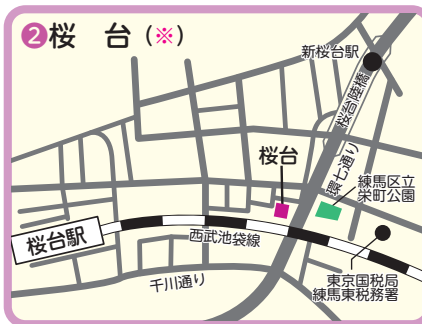 ❷桜 台(※)
新桜台駅
桜台陸橋
環七通り
桜台
練馬区立
栄町公園
桜台駅
西武池袋線
千川通り
東京国税局
練馬東税務署